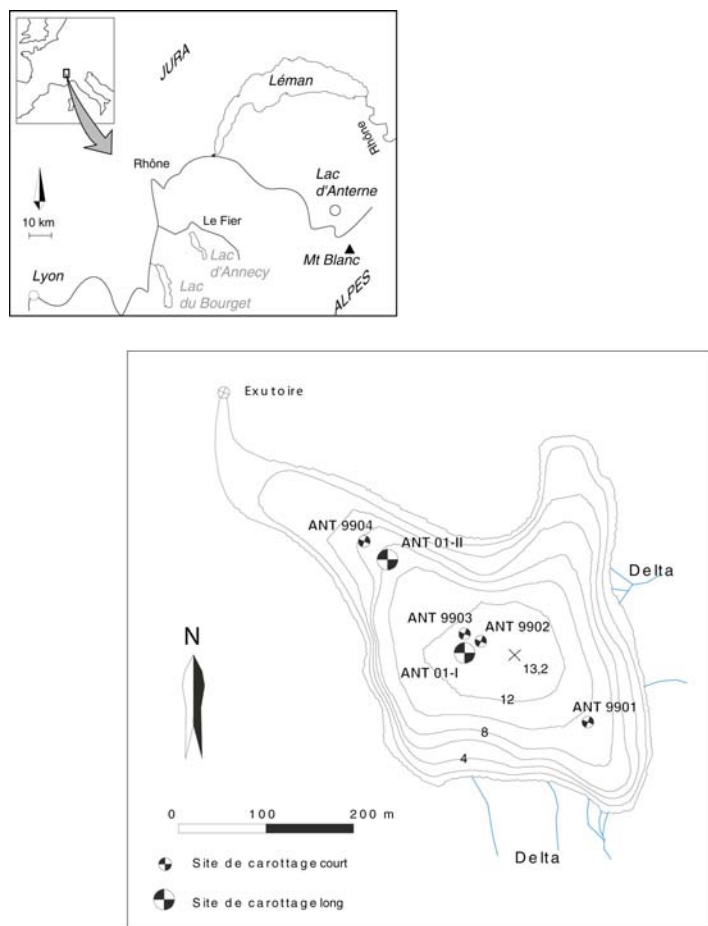 JURA
Léman
Rhône
Rhône
Lac
d'Anterne
10 km
Le Fier
Lac
d'Annecy
Mt Blanc
Lyon
Lac
du Bourget
ALPES
Exutoire
ANT 9904
ANT 01-II
Delta
ANT 9903
ANT 9902
N
ANT 01-I
13,2
12
ANT 9901
8
4
0 100 200 m
Delta
Site de carottage court
Site de carottage long